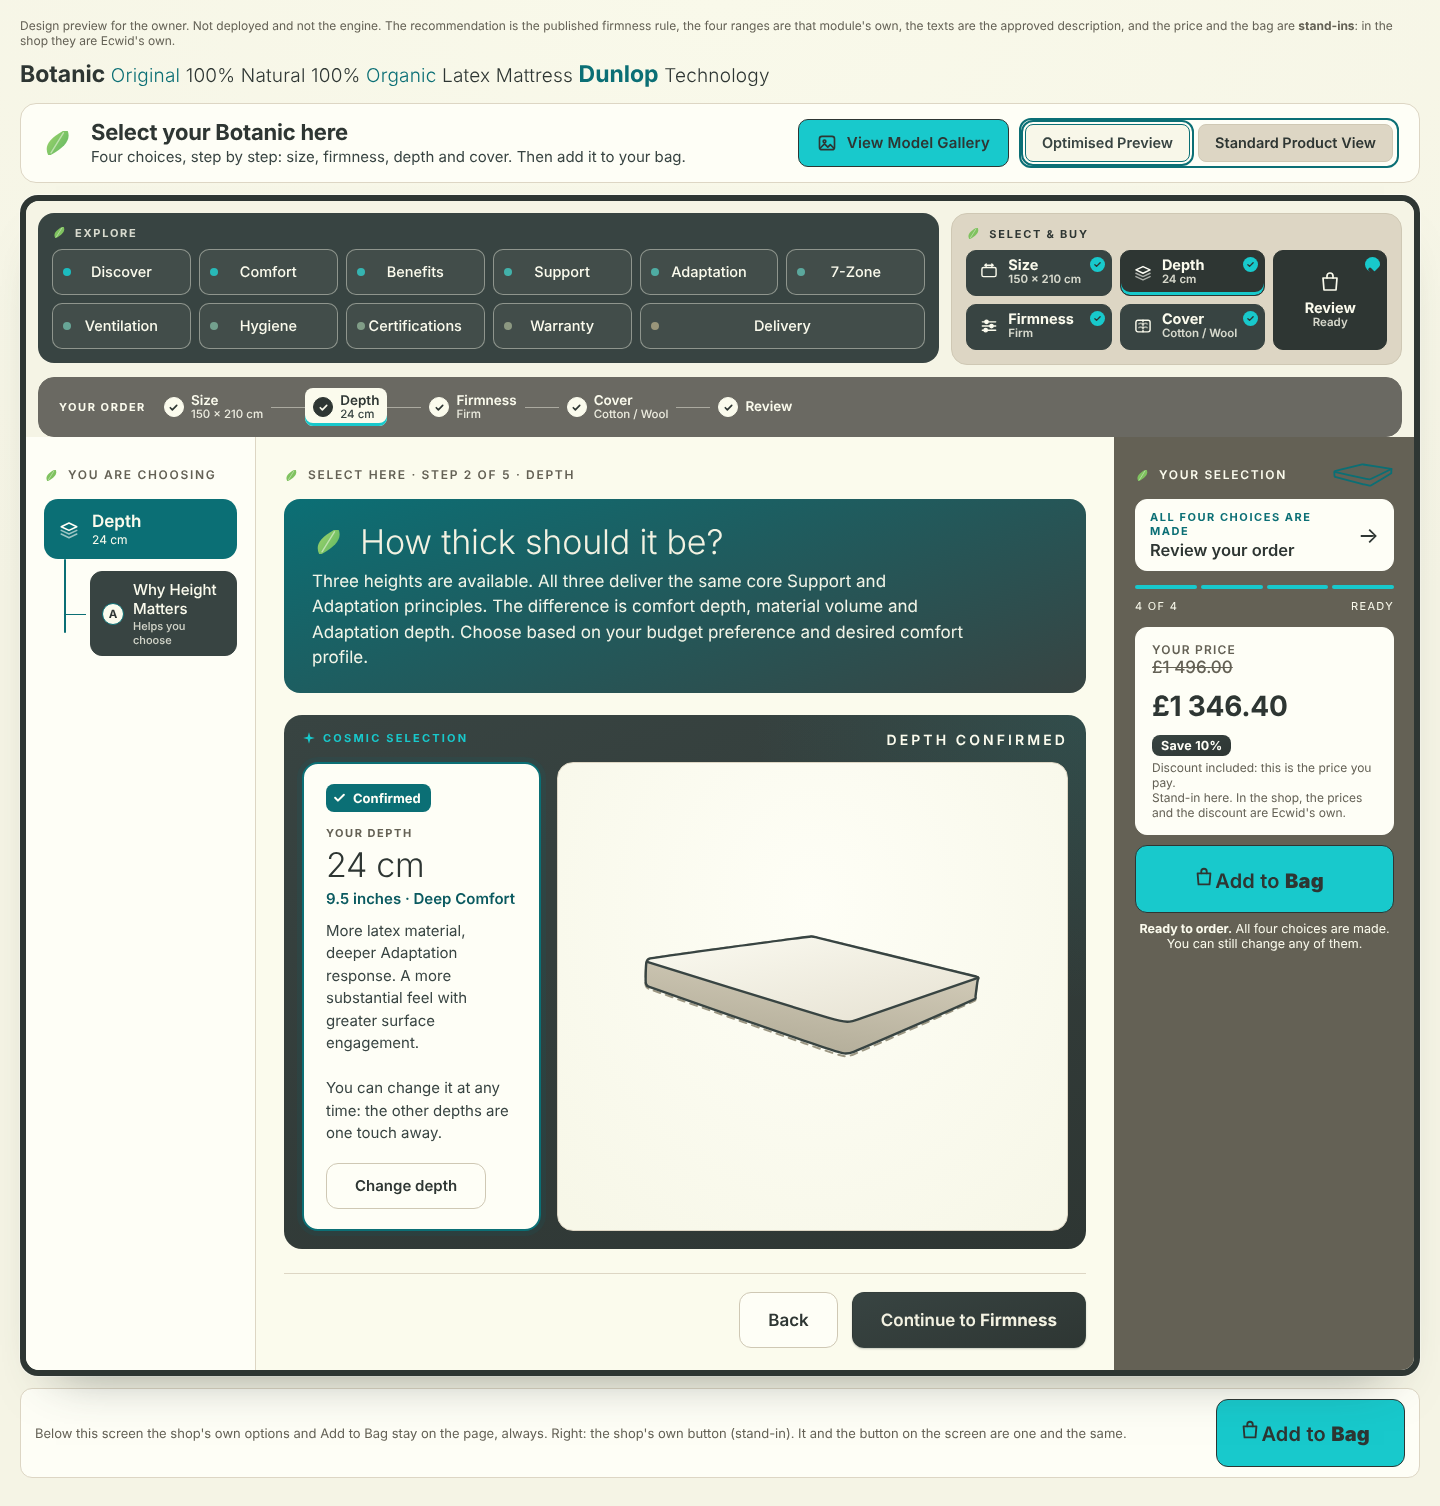 Design preview for the owner. Not deployed and not the engine. The recommendation is the published firmness rule, the four ranges are that module's own, the texts are the approved description, and the price and the bag are stand-ins: in the
shop they are Ecwid's own.
Botanic Original 100% Natural 100% Organic Latex Mattress Dunlop Technology
Select your Botanic here
Four choices, step by step: size, firmness, depth and cover. Then add it to your bag.
View Model Gallery
Optimised Preview
Standard Product View
EXPLORE
Discover
Comfort
Benefits
Support
Adaptation
7-Zone
Ventilation
Hygiene
Certifications
Warranty
Delivery
SELECT & BUY
Size
150 × 210 cm
Depth
24 cm
Firmness
Firm
Cover
Cotton / Wool
Review
Ready
YOUR ORDER
Size
150 × 210 cm
Depth
24 cm
Firmness
Firm
Cover
Cotton / Wool
Review
YOU ARE CHOOSING
Depth
24 cm
A
Why Height
Matters
Helps you
choose
SELECT HERE · STEP 2 OF 5 · DEPTH
How thick should it be?
Three heights are available. All three deliver the same core Support and
Adaptation principles. The difference is comfort depth, material volume and
Adaptation depth. Choose based on your budget preference and desired comfort
profile.
COSMIC SELECTION
DEPTH CONFIRMED
Confirmed
YOUR DEPTH
24 cm
9.5 inches · Deep Comfort
More latex material,
deeper Adaptation
response. A more
substantial feel with
greater surface
engagement.
You can change it at any
time: the other depths are
one touch away.
Change depth
Back
Continue to Firmness
YOUR SELECTION
ALL FOUR CHOICES ARE
MADE
Review your order
4 OF 4
READY
YOUR PRICE
£1 496.00
£1 346.40
Save 10%
Discount included: this is the price you
pay.
Stand-in here. In the shop, the prices
and the discount are Ecwid's own.
Add to Bag
Ready to order. All four choices are made.
You can still change any of them.
Below this screen the shop's own options and Add to Bag stay on the page, always. Right: the shop's own button (stand-in). It and the button on the screen are one and the same.
Add to Bag